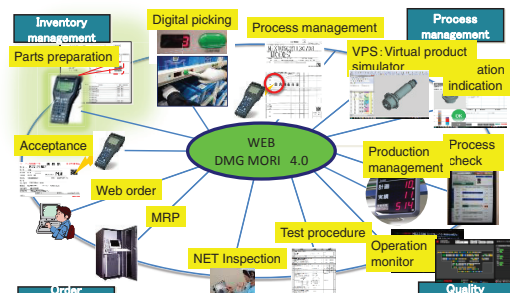 Inventory
management
Digital picking
Process management
Process
management
Parts preparation
VPS：Virtual product
simulator
ation
indication
Acceptance
WEB
DMG MORI 4.0
Production
management
Process
check
Web order
MRP
Test procedure
Operation
monitor
NET Inspection
Order
Quality